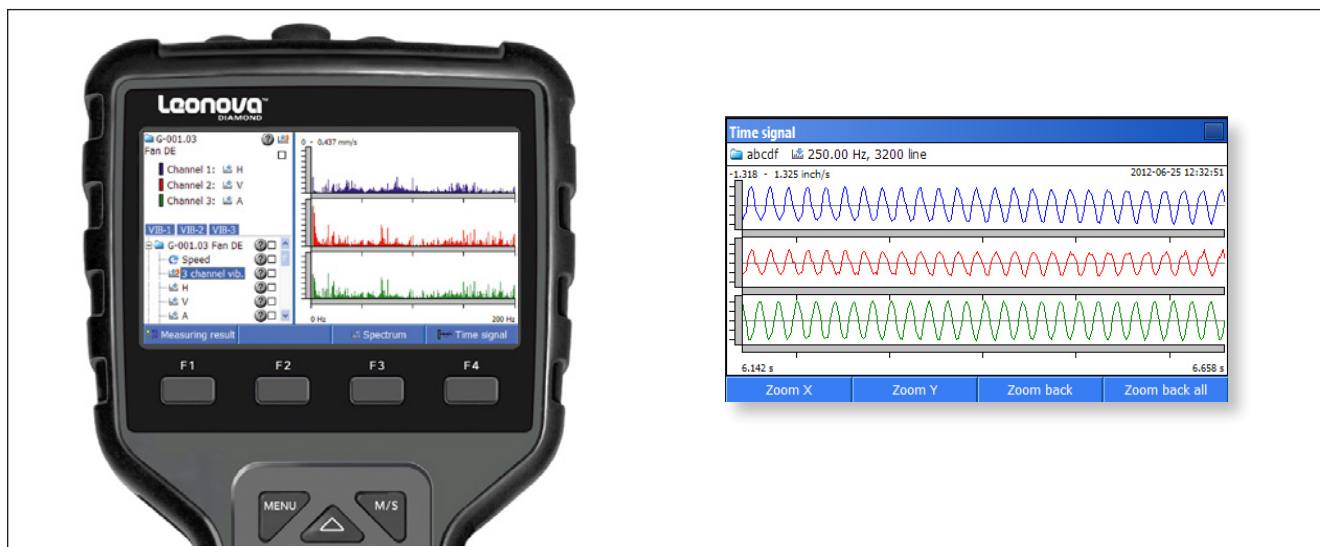 Leonova™
DIAMOND
G-001.03
Fan DE
Channel 1: H
Channel 2: V
Channel 3: A
VIB-1 VIB-2 VIB-3
G-001.03 Fan DE
Speed
3 channel vib.
H
V
A
0 - 0.437 mm/s
0 Hz 200 Hz
Measuring result Spectrum Time signal
F1 F2 F3 F4
MENU M/S
Time signal
abcdf 250.00 Hz, 3200 line
-1.318 - 1.325 inch/s 2012-06-25 12:32:51
6.142 s 6.658 s
Zoom X Zoom Y Zoom back Zoom back all